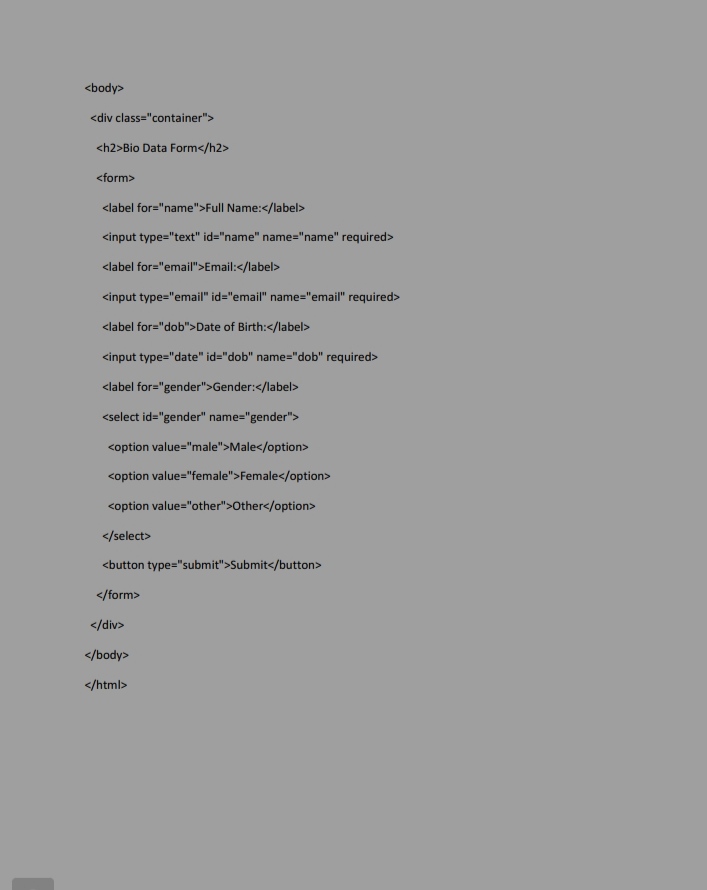 <body>
<div class="container">
<h2>Bio Data Form</h2>
<form>
<label for="name">Full Name:</label>
<input type="text" id="name" name="name" required>
<label for="email">Email:</label>
<input type="email" id="email" name="email" required>
<label for="dob">Date of Birth:</label>
<input type="date" id="dob" name="dob" required>
<label for="gender">Gender:</label>
<select id="gender" name="gender">
<option value="male">Male</option>
<option value="female">Female</option>
<option value="other">Other</option>
</select>
<button type="submit">Submit</button>
</form>
</div>
</body>
</html>